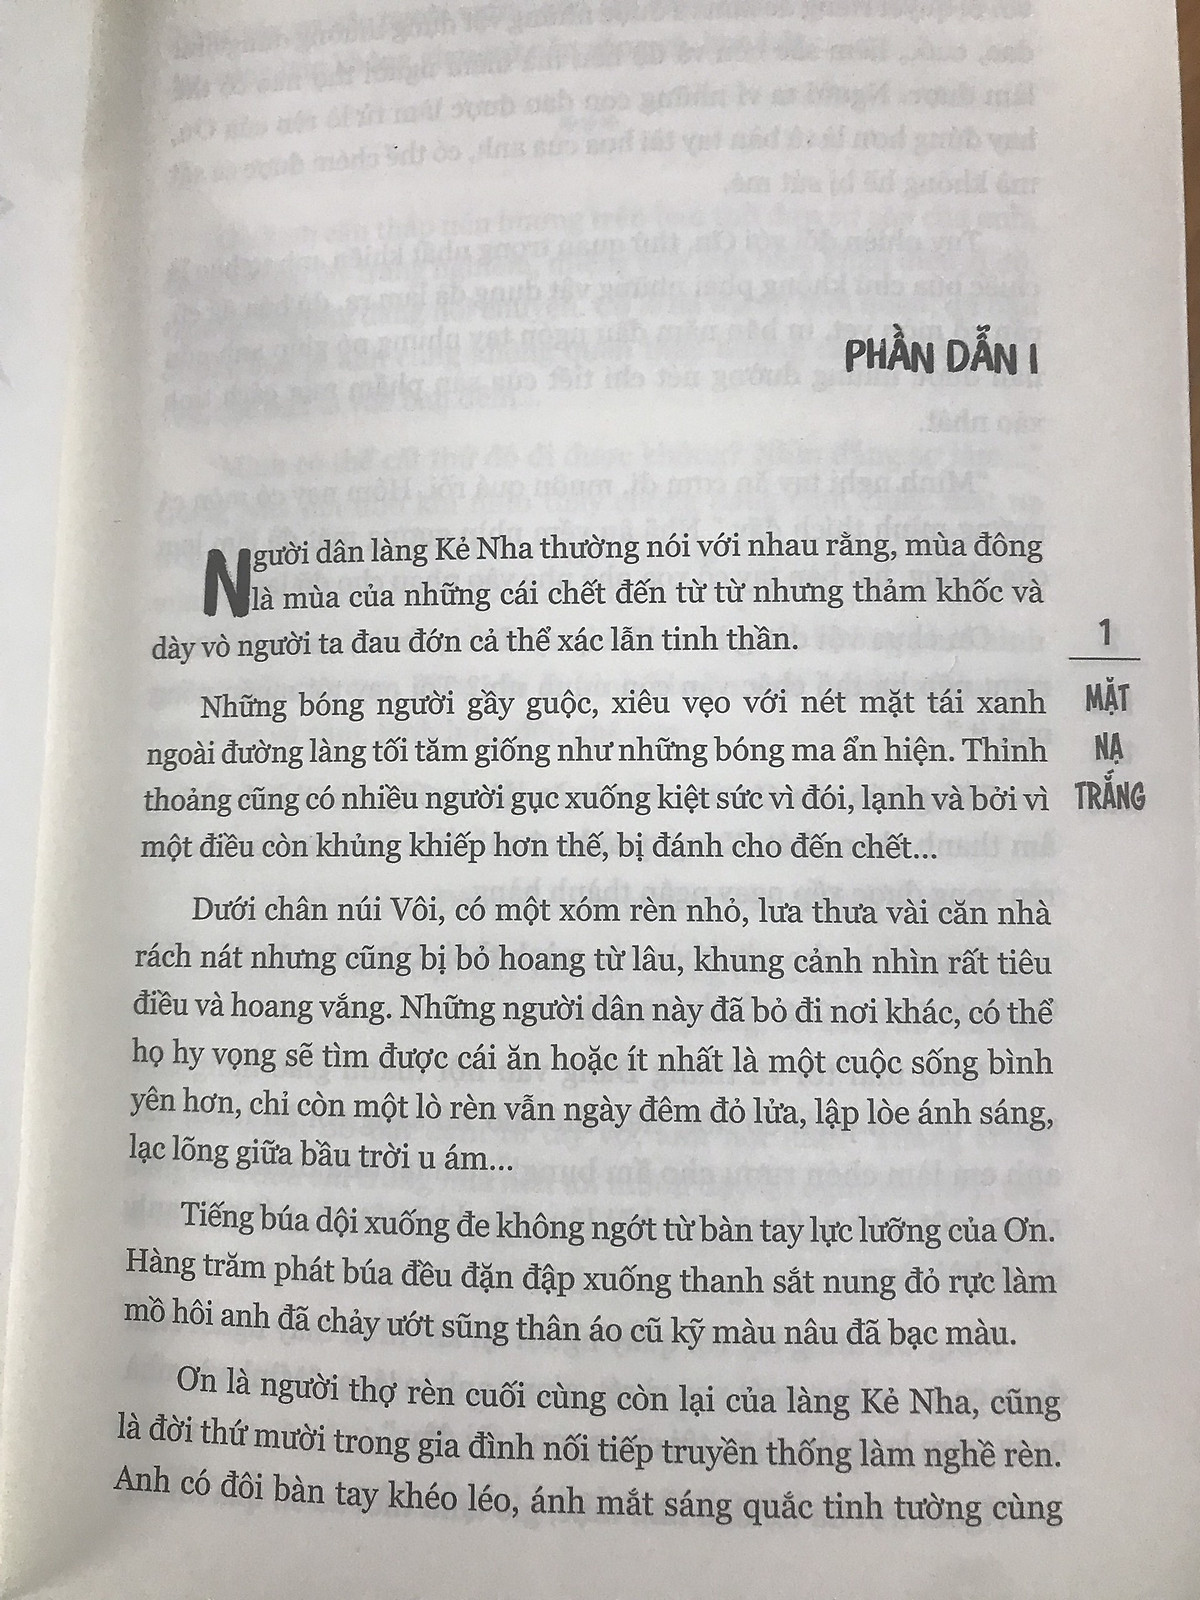 PHẦN DẪN I
Người dân làng Kẻ Nha thường nói với nhau rằng, mùa đông
là mùa của những cái chết đến từ từ nhưng thảm khốc và
dày vò người ta đau đớn cả thể xác lẫn tinh thần.
Những bóng người gầy guộc, xiêu vẹo với nét mặt tái xanh
ngoài đường làng tối tăm giống như những bóng ma ẩn hiện. Thỉnh
thoảng cũng có nhiều người gục xuống kiệt sức vì đói, lạnh và bởi vì
một điều còn khủng khiếp hơn thế, bị đánh cho đến chết...
Dưới chân núi Vôi, có một xóm rèn nhỏ, lưa thưa vài căn nhà
rách nát nhưng cũng bị bỏ hoang từ lâu, khung cảnh nhìn rất tiêu
điều và hoang vắng. Những người dân này đã bỏ đi nơi khác, có thể
họ hy vọng sẽ tìm được cái ăn hoặc ít nhất là một cuộc sống bình
yên hơn, chỉ còn một lò rèn vẫn ngày đêm đỏ lửa, lập lòe ánh sáng,
lạc lõng giữa bầu trời u ám...
Tiếng búa dội xuống đe không ngớt từ bàn tay lực lưỡng của Ơn.
Hàng trăm phát búa đều đặn đập xuống thanh sắt nung đỏ rực làm
mồ hôi anh đã chảy ướt sũng thân áo cũ kỹ màu nâu đã bạc màu.
Ơn là người thợ rèn cuối cùng còn lại của làng Kẻ Nha, cũng
là đời thứ mười trong gia đình nối tiếp truyền thống làm nghề rèn.
Anh có đôi bàn tay khéo léo, ánh mắt sáng quắc tinh tường cùng
1
MẶT
NẠ
TRẮNG